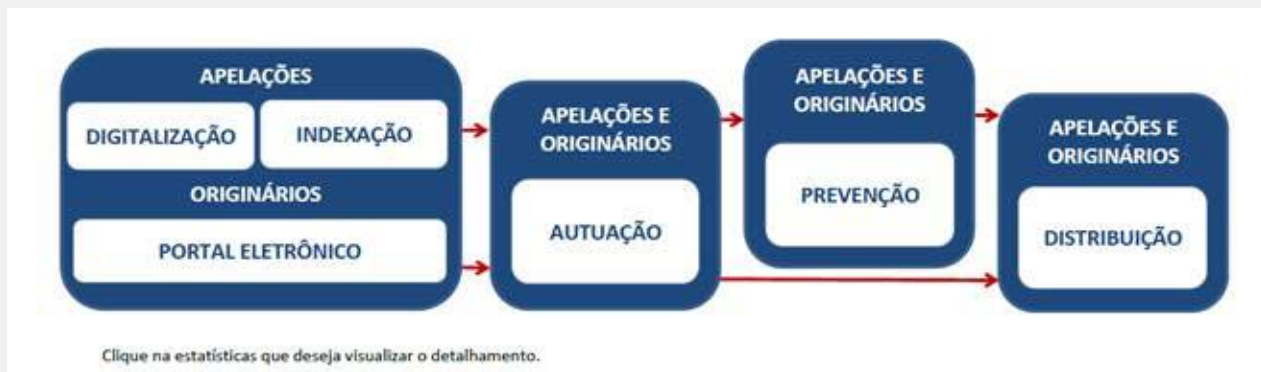 APELAÇÕES
DIGITALIZAÇÃO
INDEXAÇÃO
ORIGINÁRIOS
PORTAL ELETRÔNICO
APELAÇÕES E
ORIGINÁRIOS
AUTUAÇÃO
APELAÇÕES E
ORIGINÁRIOS
PREVENÇÃO
APELAÇÕES E
ORIGINÁRIOS
DISTRIBUIÇÃO
Clique na estatísticas que deseja visualizar o detalhamento.